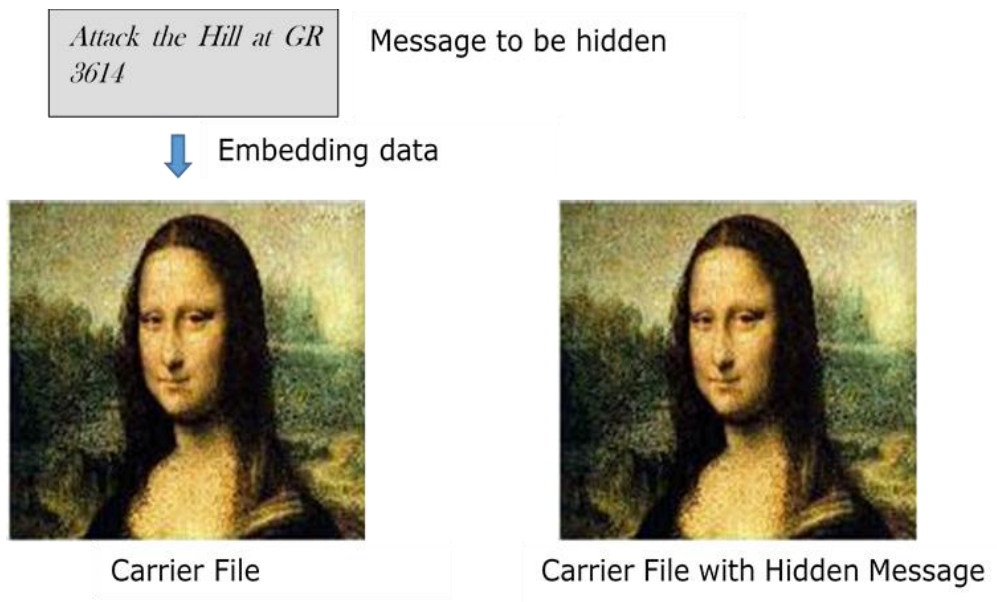 Attack the Hill at GR
3614
Message to be hidden
Embedding data
Carrier File
Carrier File with Hidden Message